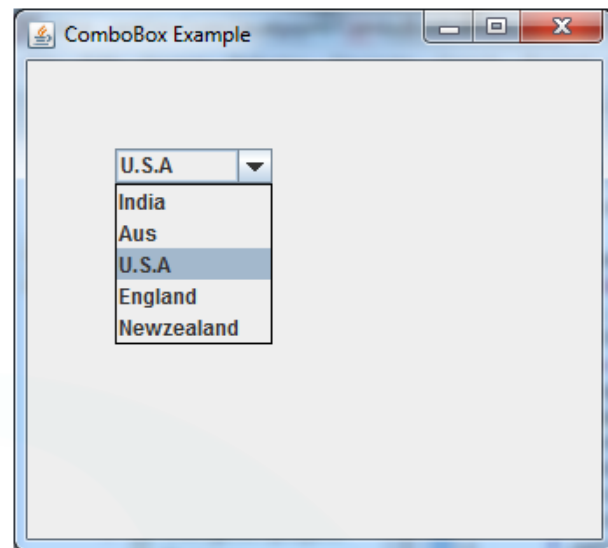 ComboBox Example
U.S.A
India
Aus
U.S.A
England
Newzealand